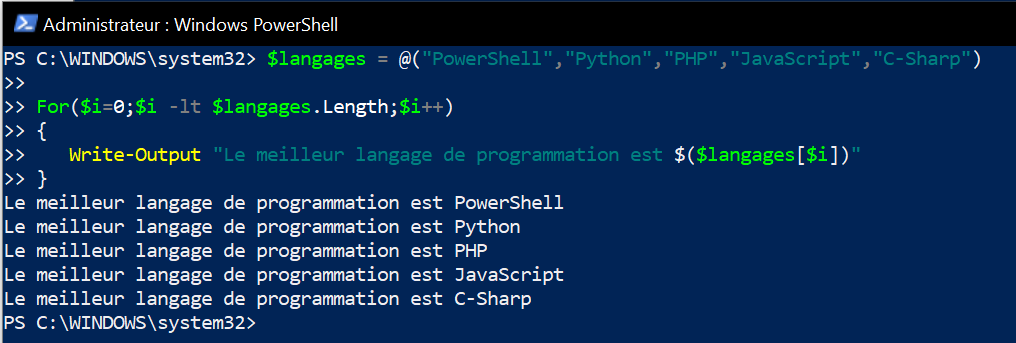 Administrateur : Windows PowerShell
PS C:\WINDOWS\system32> $langages = @("PowerShell","Python","PHP","JavaScript","C-Sharp")
>>
>> For($i=0;$i -lt $langages.Length;$i++)
>> {
>>    Write-Output "Le meilleur langage de programmation est $($langages[$i])"
>> }
Le meilleur langage de programmation est PowerShell
Le meilleur langage de programmation est Python
Le meilleur langage de programmation est PHP
Le meilleur langage de programmation est JavaScript
Le meilleur langage de programmation est C-Sharp
PS C:\WINDOWS\system32>